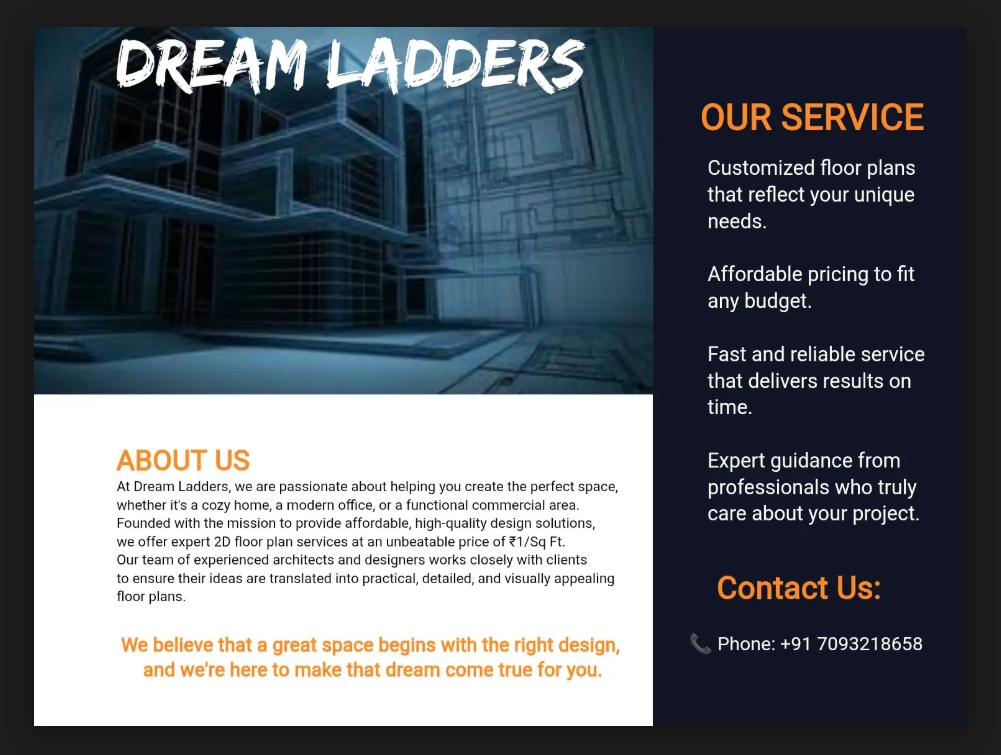 DREAM LADDERS
ABOUT US
At Dream Ladders, we are passionate about helping you create the perfect space,
whether it's a cozy home, a modern office, or a functional commercial area.
Founded with the mission to provide affordable, high-quality design solutions,
we offer expert 2D floor plan services at an unbeatable price of ₹1/Sq Ft.
Our team of experienced architects and designers works closely with clients
to ensure their ideas are translated into practical, detailed, and visually appealing
floor plans.
We believe that a great space begins with the right design,
and we're here to make that dream come true for you.
OUR SERVICE
Customized floor plans
that reflect your unique
needs.
Affordable pricing to fit
any budget.
Fast and reliable service
that delivers results on
time.
Expert guidance from
professionals who truly
care about your project.
Contact Us:
📞 Phone: +91 7093218658